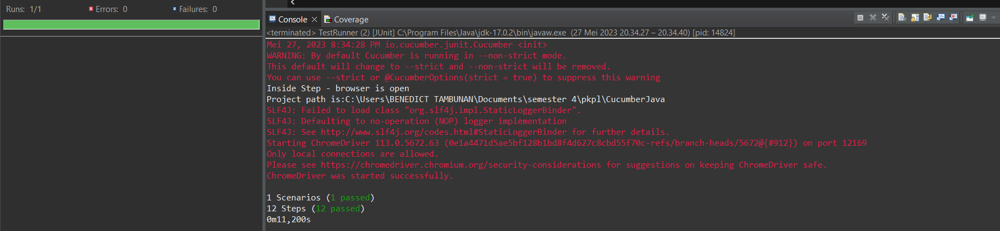 Runs: 1/1
Errors: 0
Failures: 0
Console
Coverage
<terminated> TestRunner (2) [JUnit] C:\Program Files\Java\jdk-17.0.2\bin\javaw.exe (27 Mei 2023 20.34.27 – 20.34.40) [pid: 14824]
Mei 27, 2023 8:34:28 PM io.cucumber.junit.Cucumber <init>
WARNING: By default Cucumber is running in --non-strict mode.
This default will change to --strict and --non-strict will be removed.
You can use --strict or @CucumberOptions(strict = true) to suppress this warning
Inside Step - browser is open
Project path is:C:\Users\BENEDICT TAMBUNAN\Documents\semester 4\pkpl\CucumberJava
SLF4J: Failed to load class "org.slf4j.impl.StaticLoggerBinder".
SLF4J: Defaulting to no-operation (NOP) logger implementation
SLF4J: See http://www.slf4j.org/codes.html#StaticLoggerBinder for further details.
Starting ChromeDriver 113.0.5672.63 (0e1a4471d5ae5bf128b1bd8f4d627c8cbd55f70c-refs/branch-heads/5672@{#912}) on port 12169
Only local connections are allowed.
Please see https://chromedriver.chromium.org/security-considerations for suggestions on keeping ChromeDriver safe.
ChromeDriver was started successfully.
1 Scenarios (1 passed)
12 Steps (12 passed)
0m11,200s